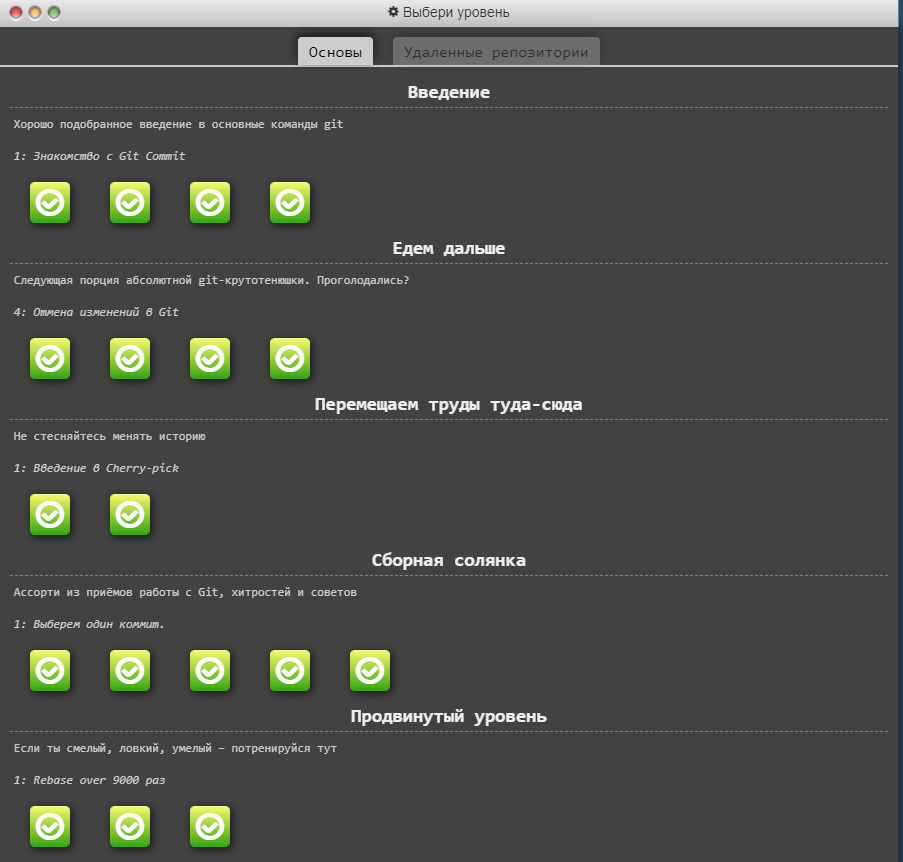 Выбери уровень
Основы
Удаленные репозитории
Введение
Хорошо подобранное введение в основные команды git
1: Знакомство с Git Commit
Едем дальше
Следующая порция абсолютной git-крутотенюшки. Проголодались?
4: Отмена изменений в Git
Перемещаем труды туда-сюда
Не стесняйтесь менять историю
1: Введение в Cherry-pick
Сборная солянка
Ассорти из приёмов работы с Git, хитростей и советов
1: Выберем один коммит.
Продвинутый уровень
Если ты смелый, ловкий, умелый – потренируйся тут
1: Rebase over 9000 раз